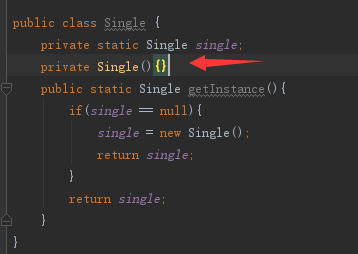 public class Single {
private static Single single;
private Single(){}
public static Single getInstance(){
if(single == null){
single = new Single();
return single;
}
return single;
}
}